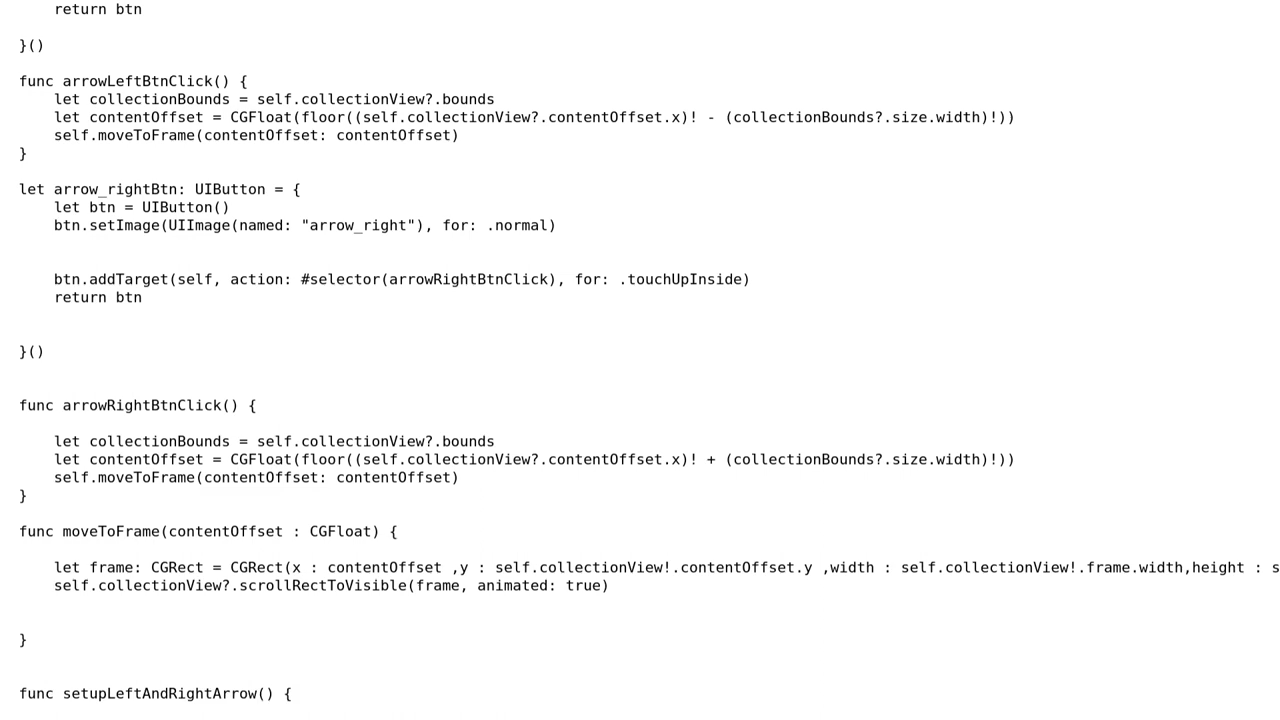 return btn
}()
func arrowLeftBtnClick() {
let collectionBounds = self.collectionView?.bounds
let contentOffset = CGFloat(floor((self.collectionView?.contentOffset.x)! - (collectionBounds?.size.width)!))
self.moveToFrame(contentOffset: contentOffset)
}
let arrow_rightBtn: UIButton = {
let btn = UIButton()
btn.setImage(UIImage(named: "arrow_right"), for: .normal)
btn.addTarget(self, action: #selector(arrowRightBtnClick), for: .touchUpInside)
return btn
}()
func arrowRightBtnClick() {
let collectionBounds = self.collectionView?.bounds
let contentOffset = CGFloat(floor((self.collectionView?.contentOffset.x)! + (collectionBounds?.size.width)!))
self.moveToFrame(contentOffset: contentOffset)
}
func moveToFrame(contentOffset : CGFloat) {
let frame: CGRect = CGRect(x : contentOffset ,y : self.collectionView!.contentOffset.y ,width : self.collectionView!.frame.width,height : s
self.collectionView?.scrollRectToVisible(frame, animated: true)
}
func setupLeftAndRightArrow() {